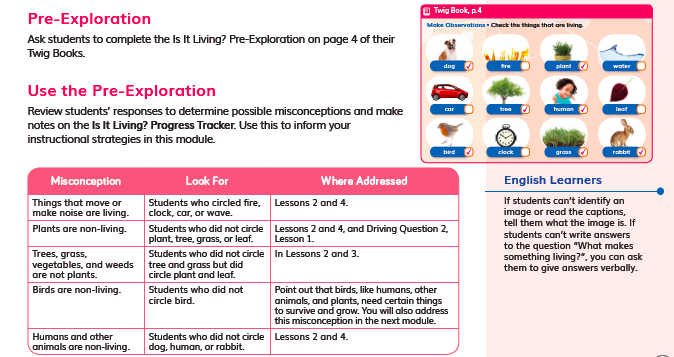 Pre-Exploration
Ask students to complete the Is It Living? Pre-Exploration on page 4 of their
Twig Books.
Use the Pre-Exploration
Review students' responses to determine possible misconceptions and make
notes on the Is It Living? Progress Tracker. Use this to inform your
instructional strategies in this module.
Twig Book, p.4
Make Observations • Check the things that are living.
dog
fire
plant
water
car
tree
human
leaf
bird
clock
grass
rabbit
Misconception
Look For
Where Addressed
Things that move or
make noise are living.
Students who circled fire,
clock, car, or wave.
Lessons 2 and 4.
Plants are non-living.
Students who did not circle
plant, tree, grass, or leaf.
Lessons 2 and 4, and Driving Question 2,
Lesson 1.
Trees, grass,
vegetables, and weeds
are not plants.
Students who did not circle
tree and grass but did
circle plant and leaf.
In Lessons 2 and 3.
Birds are non-living.
Students who did not
circle bird.
Point out that birds, like humans, other
animals, and plants, need certain things
to survive and grow. You will also address
this misconception in the next module.
Humans and other
animals are non-living.
Students who did not circle
dog, human, or rabbit.
Lessons 2 and 4.
English Learners
If students can't identify an
image or read the captions,
tell them what the image is. If
students can't write answers
to the question "What makes
something living?", you can ask
them to give answers verbally.